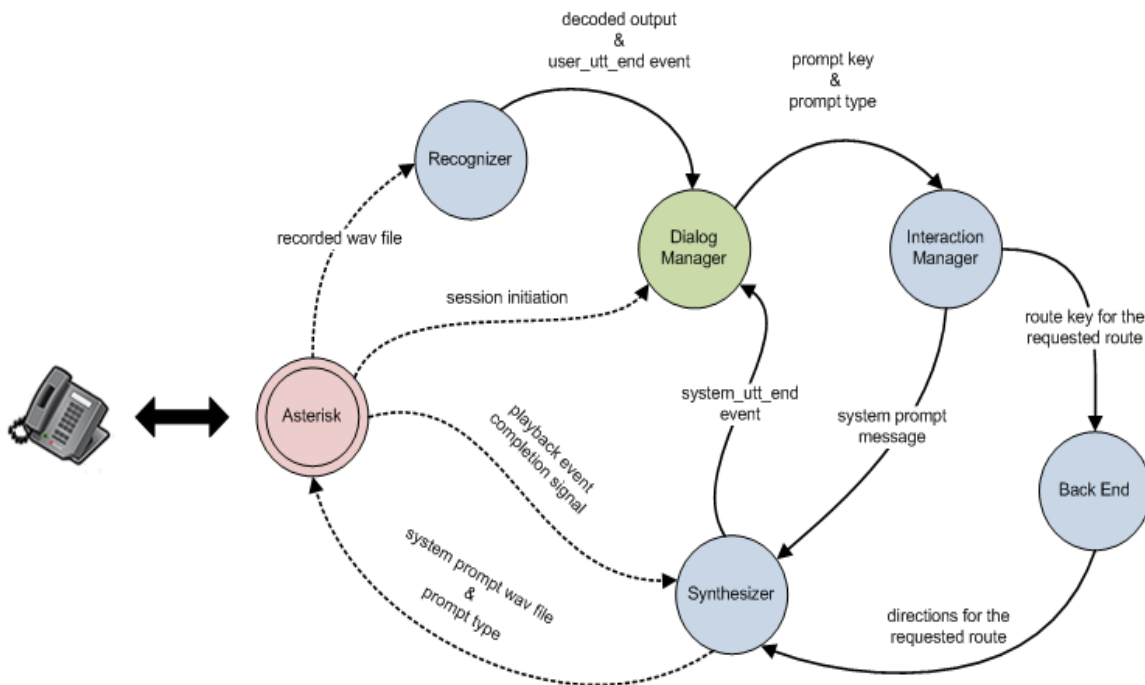 decoded output
&
user_utt_end event
prompt key
&
prompt type
Recognizer
recorded wav file
Dialog
Manager
Interaction
Manager
session initiation
route key for the
requested route
Asterisk
playback event
completion signal
system_utt_end
event
system prompt
message
Back End
system prompt wav file
&
prompt type
Synthesizer
directions for the
requested route